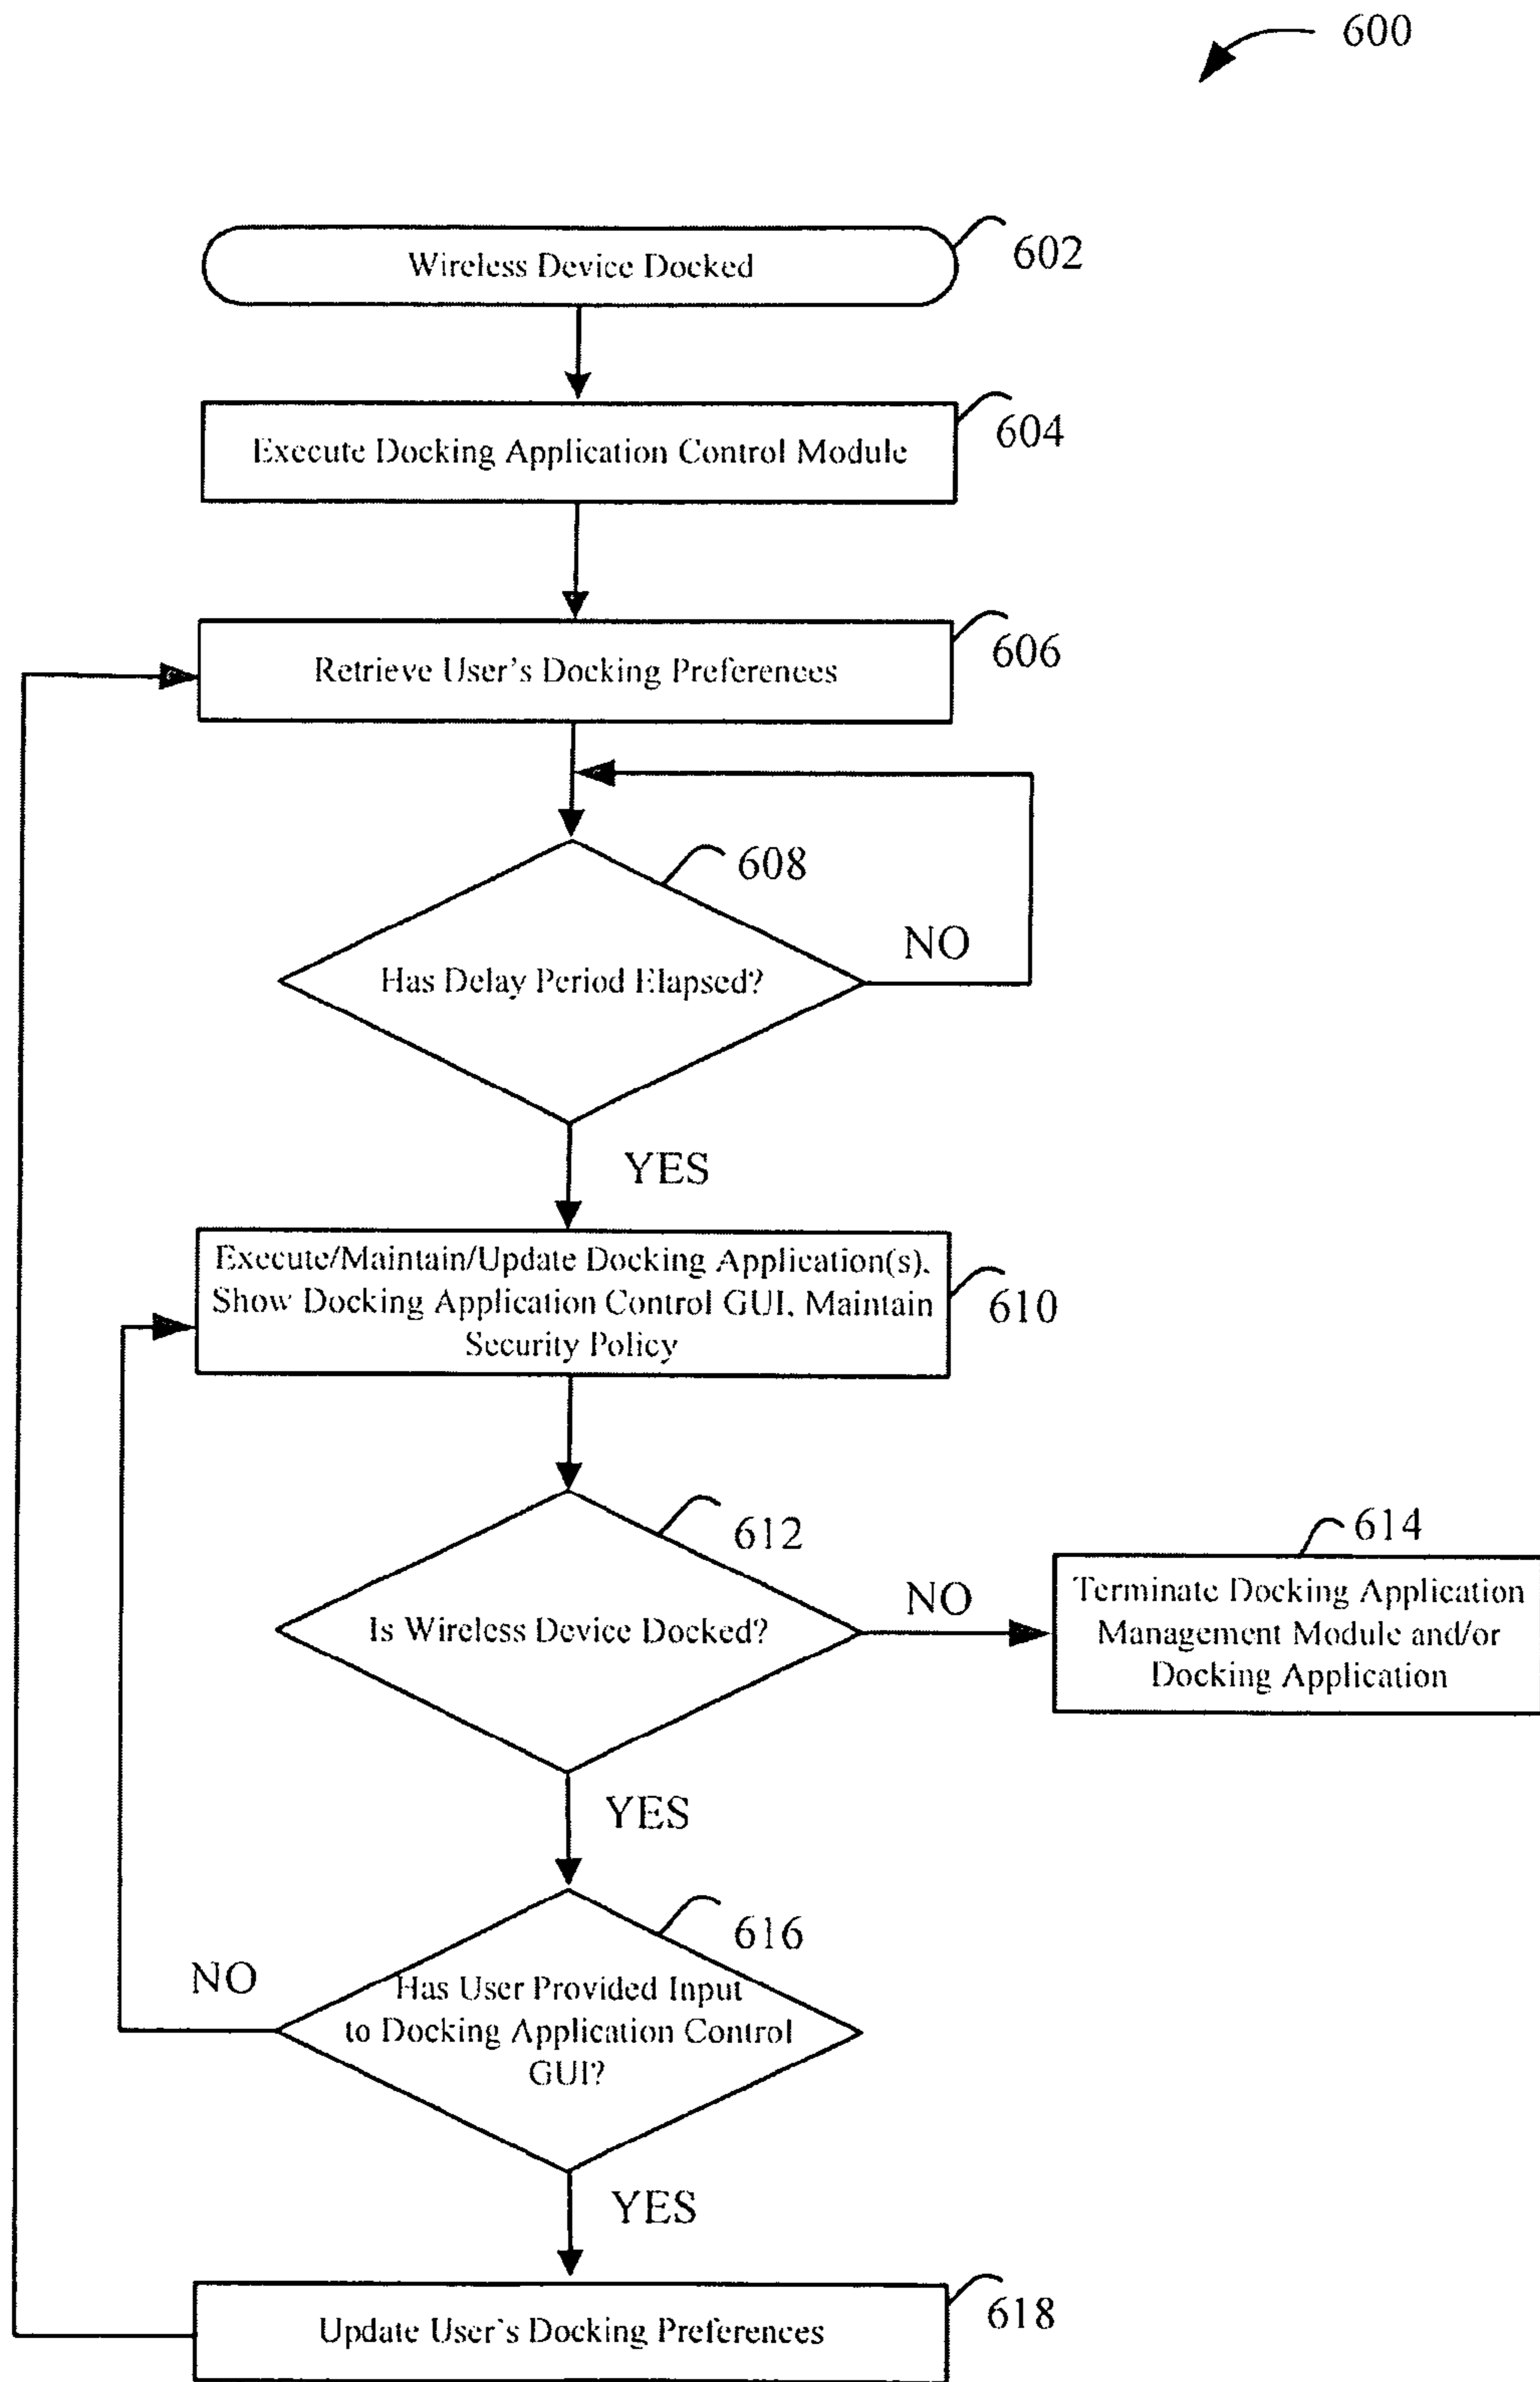 600
Wireless Device Docked
602
Execute Docking Application Control Module
604
Retrieve User's Docking Preferences
606
608
Has Delay Period Elapsed?
NO
YES
Execute/Maintain/Update Docking Application(s).
Show Docking Application Control GUI, Maintain
Security Policy
610
612
Is Wireless Device Docked?
NO
614
Terminate Docking Application
Management Module and/or
Docking Application
YES
616
Has User Provided Input
to Docking Application Control
GUI?
NO
YES
Update User's Docking Preferences
618